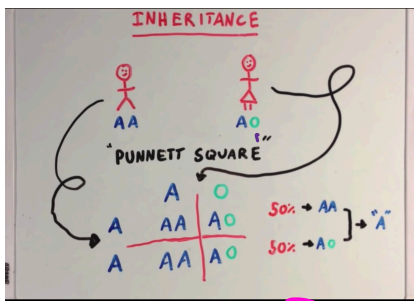 INHERITANCE
AA AO
"PUNNETT SQUARE"
A O
A AA AO
A AA AO
50% → AA
50% → AO
→ "A"